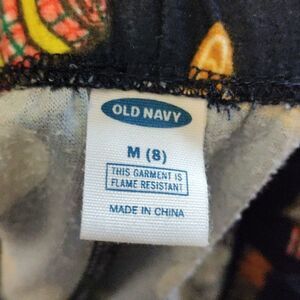 OLD NAVY
M (8)
THIS GARMENT IS
FLAME RESISTANT
MADE IN CHINA